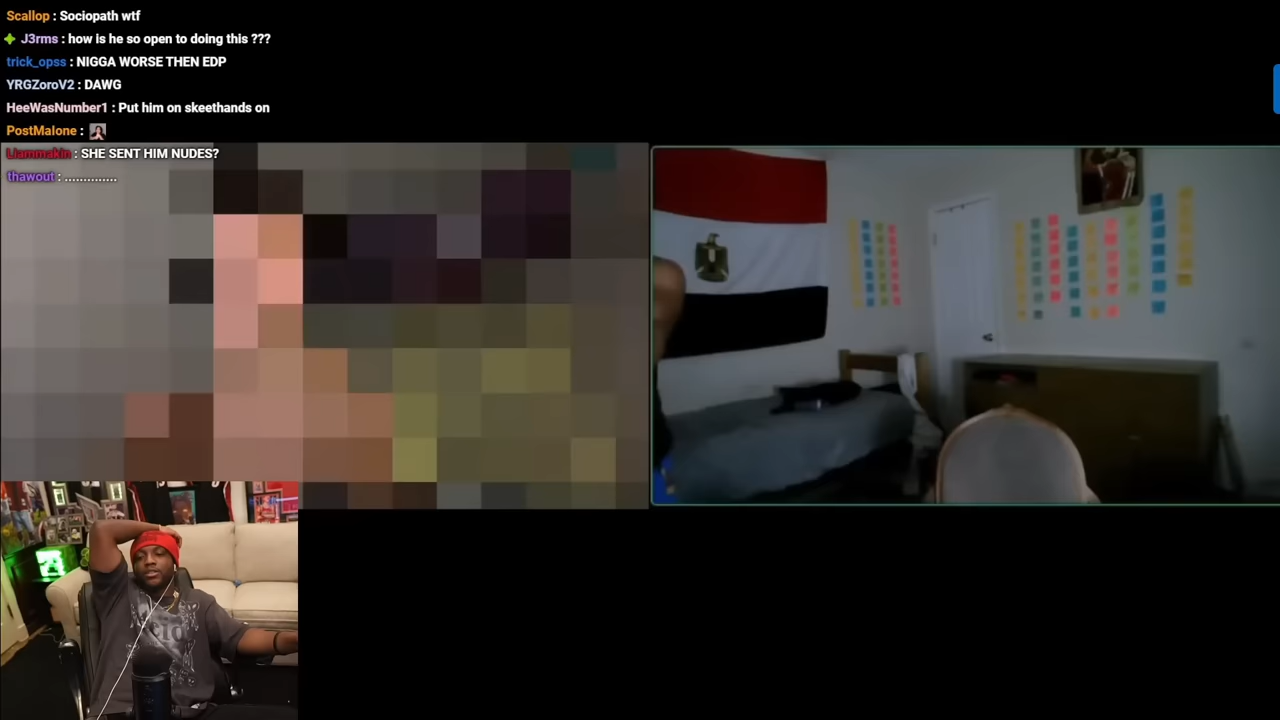 Scallop : Sociopath wtf
J3rms : how is he so open to doing this ???
trick_opss : NIGGA WORSE THEN EDP
YRGZoroV2 : DAWG
HeeWasNumber1 : Put him on skeethands on
PostMalone :
Liammakin : SHE SENT HIM NUDES?
thawout : ..............